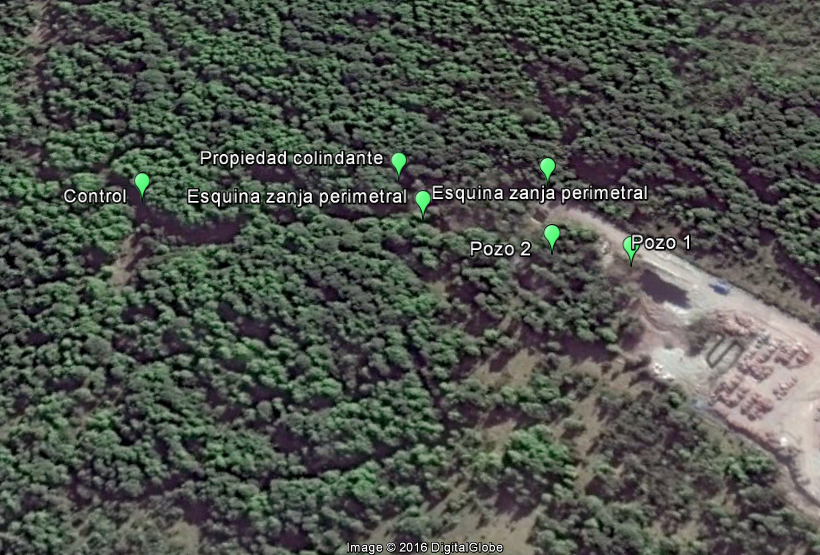 Propiedad colindante
Control
Esquina zanja perimetral
Esquina zanja perimetral
Pozo 2
Pozo 1
Image © 2016 DigitalGlobe